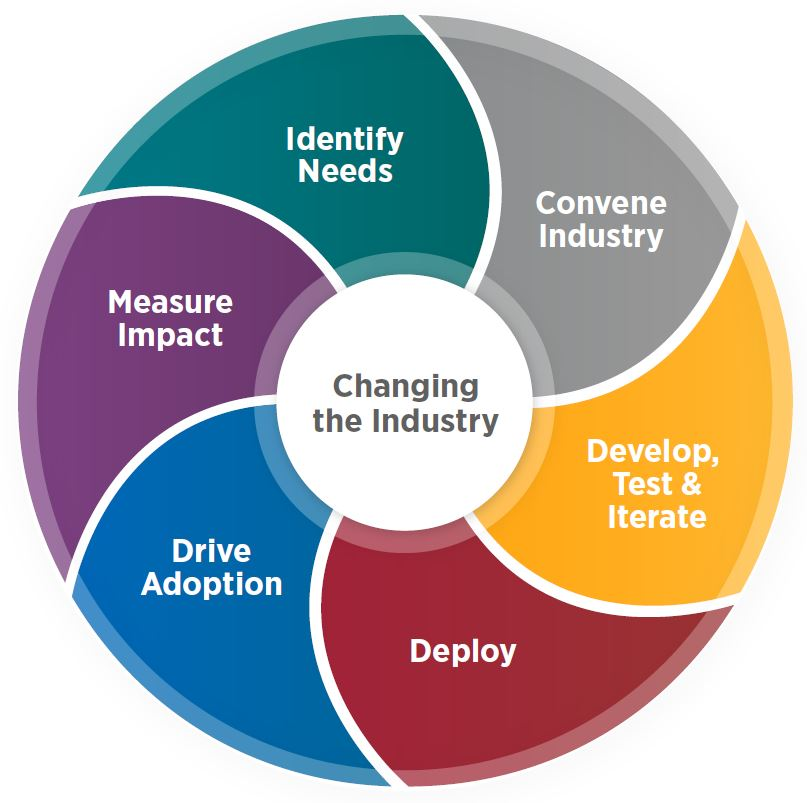 Identify
Needs
Convene
Industry
Develop,
Test &
Iterate
Deploy
Drive
Adoption
Measure
Impact
Changing
the Industry